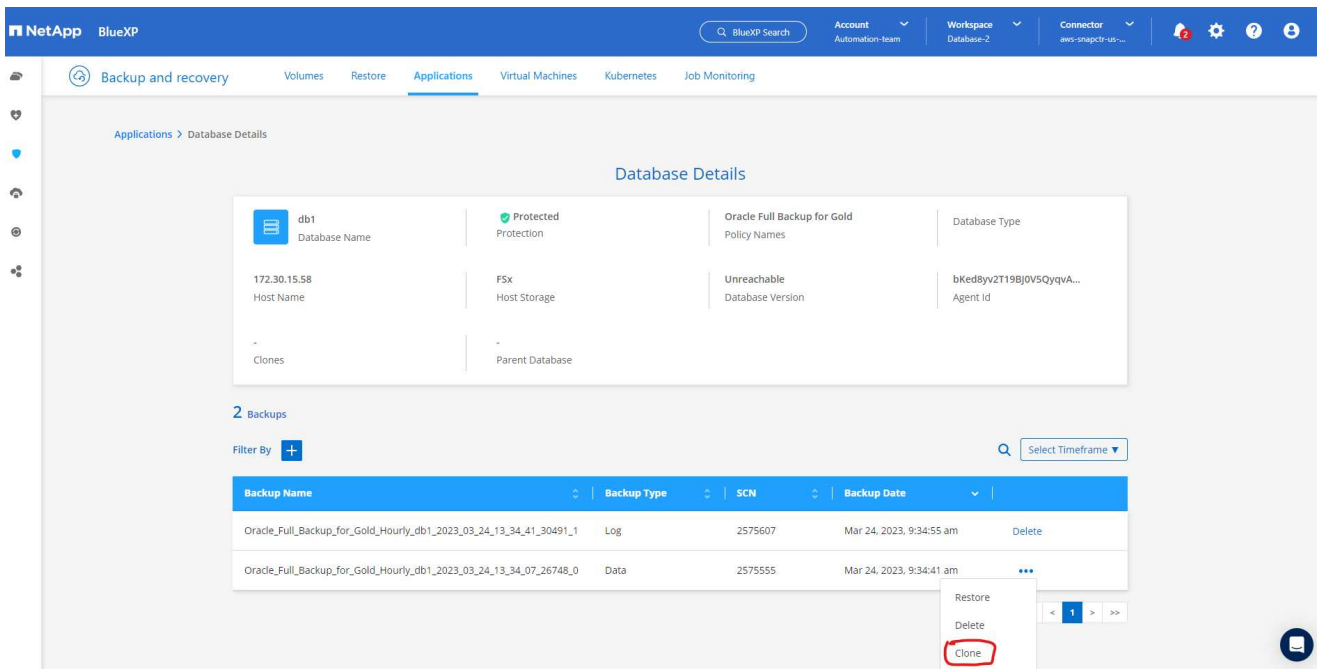 NetApp BlueXP BlueXP Search Account Automation-team Workspace Database-2 Connector aws-snapctr-us-... 2
Backup and recovery Volumes Restore Applications Virtual Machines Kubernetes Job Monitoring
Applications > Database Details
Database Details
db1 Protected Oracle Full Backup for Gold Database Type
Database Name Protection Policy Names
172.30.15.58 FSx Unreachable bKed8yv2T19BJ0V5QyqvA...
Host Name Host Storage Database Version Agent Id
- -
Clones Parent Database
2 Backups
Filter By + Select Timeframe ▼
Backup Name Backup Type SCN Backup Date
Oracle_Full_Backup_for_Gold_Hourly_db1_2023_03_24_13_34_41_30491_1 Log 2575607 Mar 24, 2023, 9:34:55 am Delete
Oracle_Full_Backup_for_Gold_Hourly_db1_2023_03_24_13_34_07_26748_0 Data 2575555 Mar 24, 2023, 9:34:41 am •••
Restore
< 1 > >>
Delete
Clone